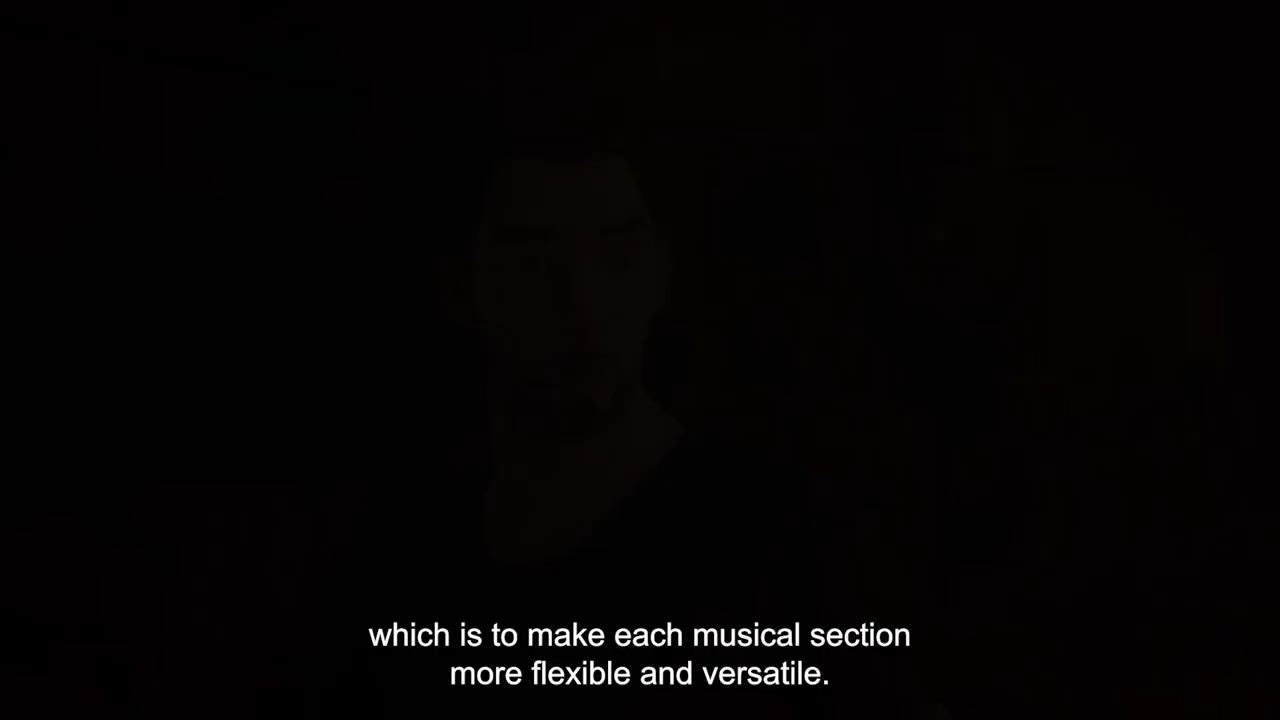 which is to make each musical section
more flexible and versatile.